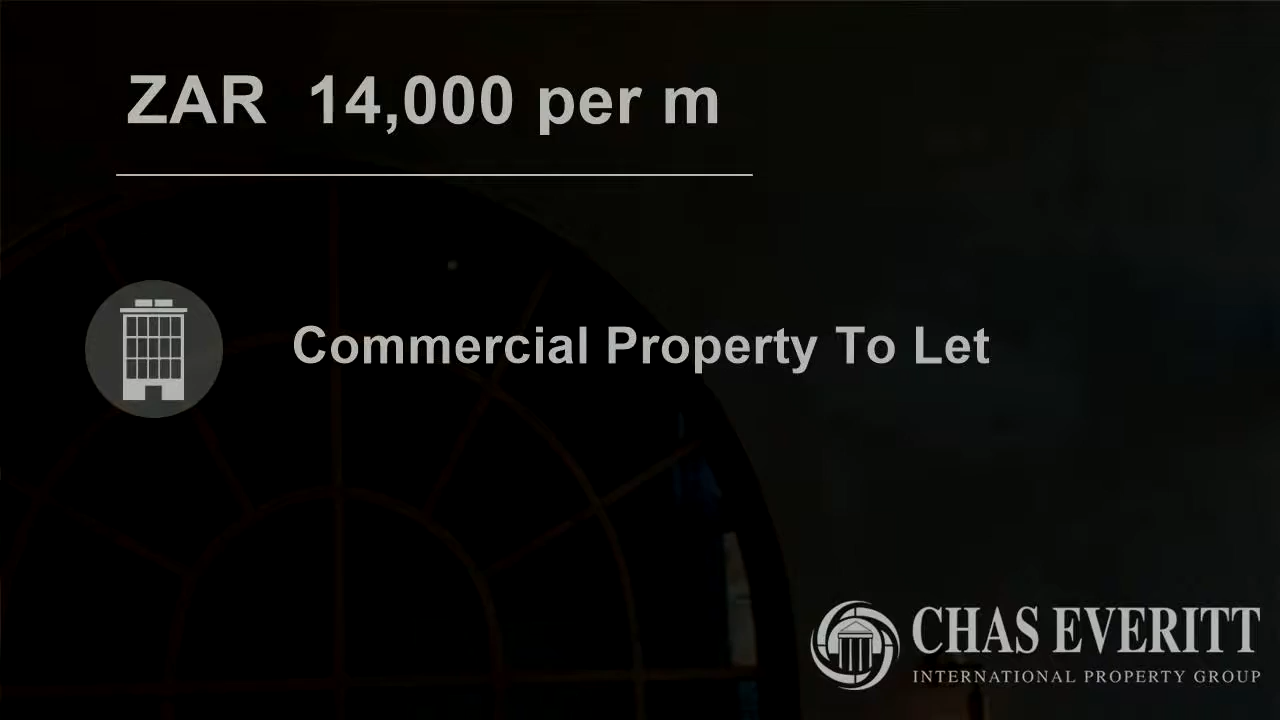 ZAR  14,000 per m
Commercial Property To Let
CHAS EVERITT
INTERNATIONAL PROPERTY GROUP